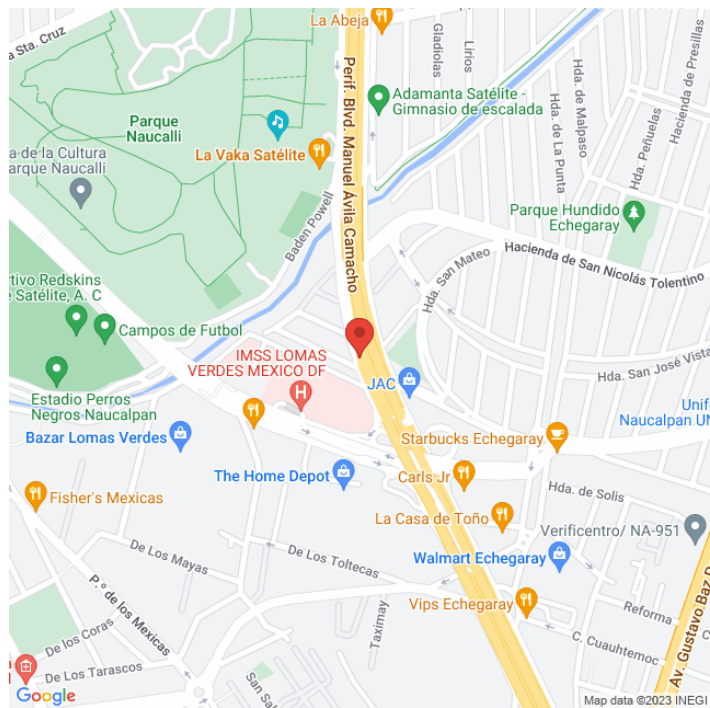 La Abeja
a Sta. Cruz
Perif. Blvd. Manuel Ávila Camacho
Gladiolas
Lirios
Hda. de Malpaso
Hacienda de Presillas
Adamanta Satélite -
Gimnasio de escalada
Parque
Naucalli
La Vaka Satélite
Hda. de La Punta
Hda. Peñuelas
a de la Cultura
arque Naucalli
Baden Powell
Parque Hundido
Echegaray
Hacienda de San Nicolás Tolentino
Hda. San Mateo
rtivo Redskins
e Satélite, A. C
Campos de Futbol
IMSS LOMAS
VERDES MEXICO DF
JAC
Hda. San José Vista
Estadio Perros
Negros Naucalpan
Unife
Naucalpan UN
Bazar Lomas Verdes
Starbucks Echegaray
The Home Depot
Carls Jr
Fisher's Mexicas
Hda. de Solis
La Casa de Toño
Verificentro/ NA-951
De Los Mayas
De Los Toltecas
Walmart Echegaray
P.º de los Mexicas
Vips Echegaray
Reforma
Taximay
De los Coras
C. Cuauhtemoc
Av. Gustavo Baz D
De Los Tarascos
San Sal
Google
Map data ©2023 INEGI